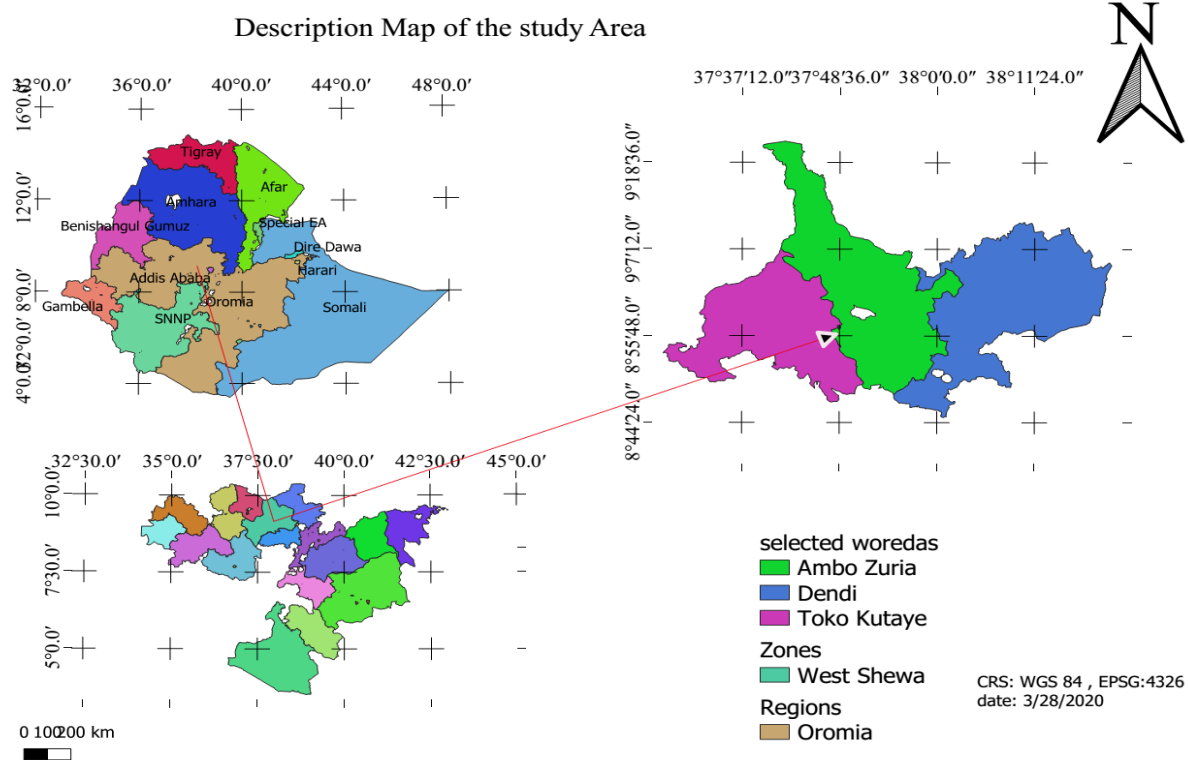 Description Map of the study Area
N
32°0.0' 36°0.0' 40°0.0' 44°0.0' 48°0.0'
16°0.0'
12°0.0'
8°0.0'
4°0.0'
Tigray
Afar
Amhara
Benishangul Gumuz
Special EA
Dire Dawa
Harari
Addis Ababa
Oromia
Gambella
Somali
SNNP
37°37'12.0" 37°48'36.0" 38°0'0.0" 38°11'24.0"
9°18'36.0"
9°7'12.0"
8°55'48.0"
8°44'24.0"
32°30.0' 35°0.0' 37°30.0' 40°0.0' 42°30.0' 45°0.0'
10°0.0'
7°30.0'
5°0.0'
selected woredas
Ambo Zuria
Dendi
Toko Kutaye
Zones
West Shewa
Regions
Oromia
CRS: WGS 84 , EPSG:4326
date: 3/28/2020
0 100200 km